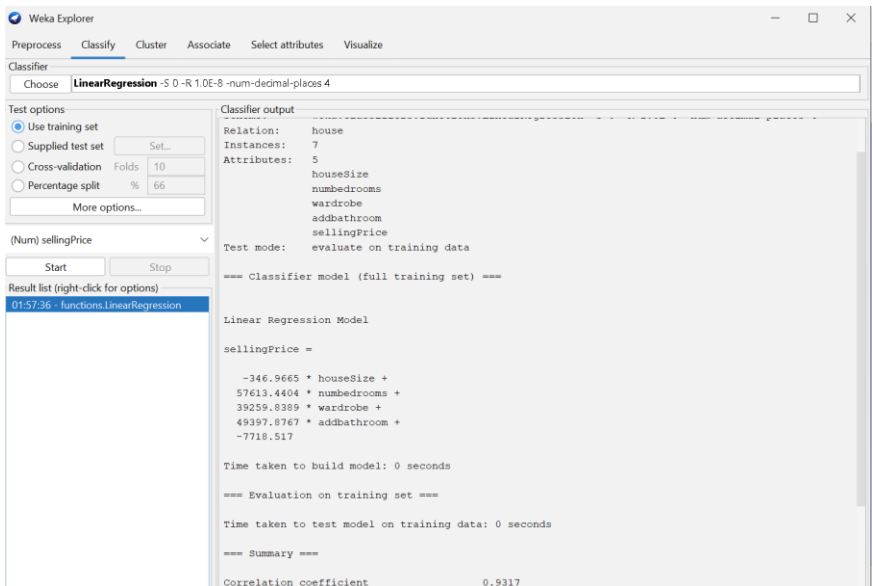 Weka Explorer
Preprocess Classify Cluster Associate Select attributes Visualize
Classifier
Choose LinearRegression -S 0 -R 1.0E-8 -num-decimal-places 4
Test options
Use training set
Supplied test set Set...
Cross-validation Folds 10
Percentage split % 66
More options...
(Num) sellingPrice
Start Stop
Result list (right-click for options)
01:57:36 - functions.LinearRegression
Classifier output
Relation: house
Instances: 7
Attributes: 5
houseSize
numbedrooms
wardrobe
addbathroom
sellingPrice
Test mode: evaluate on training data
=== Classifier model (full training set) ===
Linear Regression Model
sellingPrice =
-346.9665 * houseSize +
57613.4404 * numbedrooms +
39259.8389 * wardrobe +
49397.8767 * addbathroom +
-7718.517
Time taken to build model: 0 seconds
=== Evaluation on training set ===
Time taken to test model on training data: 0 seconds
=== Summary ===
Correlation coefficient 0.9317